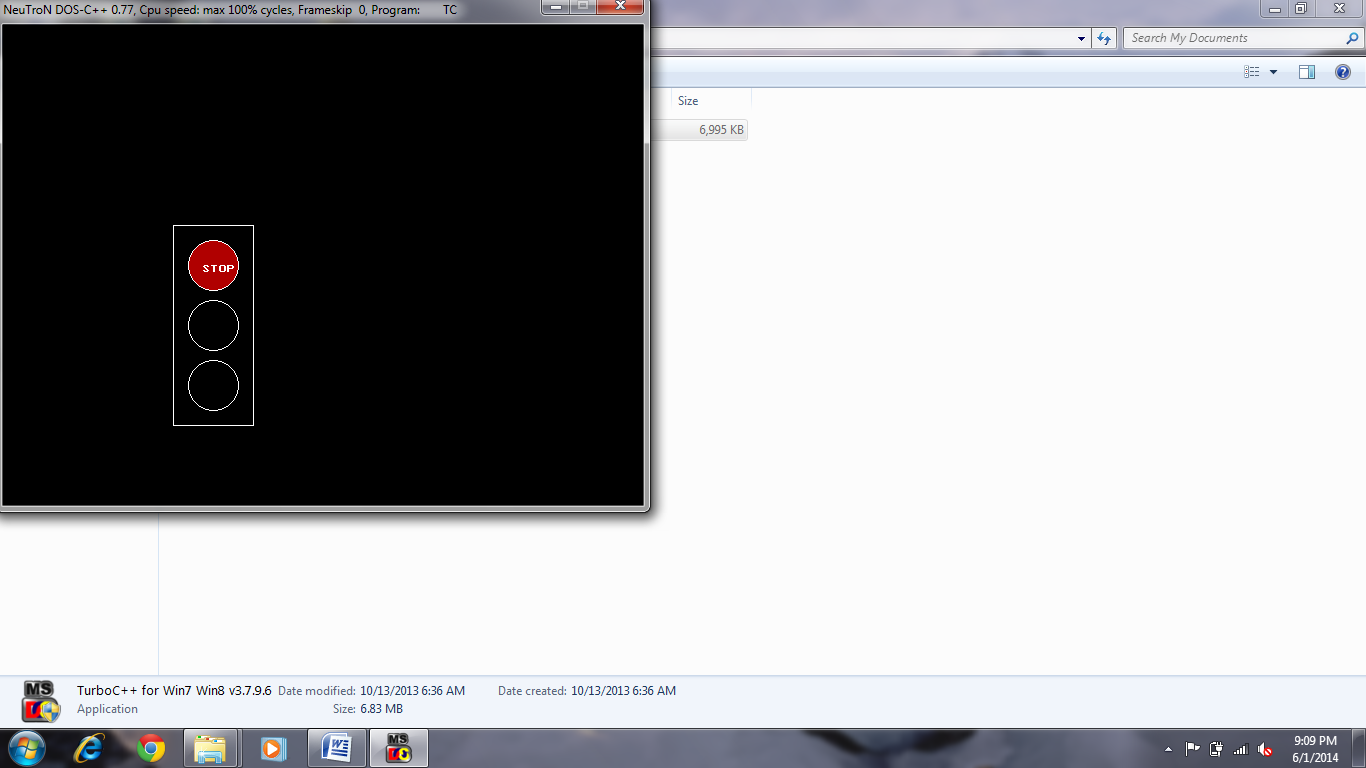 NeuTroN DOS-C++ 0.77, Cpu speed: max 100% cycles, Frameskip 0, Program: TC
Search My Documents
Size
6,995 KB
STOP
TurboC++ for Win7 Win8 v3.7.9.6 Date modified: 10/13/2013 6:36 AM Date created: 10/13/2013 6:36 AM
Application Size: 6.83 MB
MS
W
MS
9:09 PM
6/1/2014